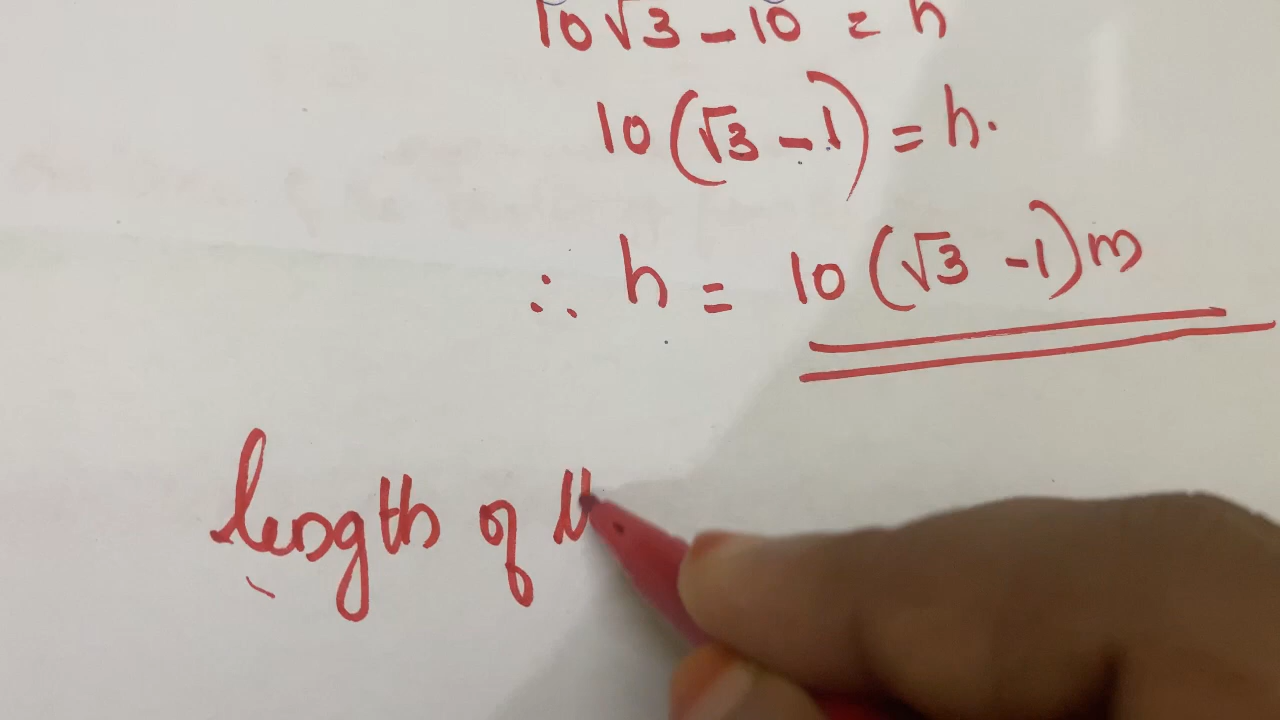 10√3 - 10 = h
10(√3 - 1) = h.
∴ h = 10(√3 - 1)m
length of